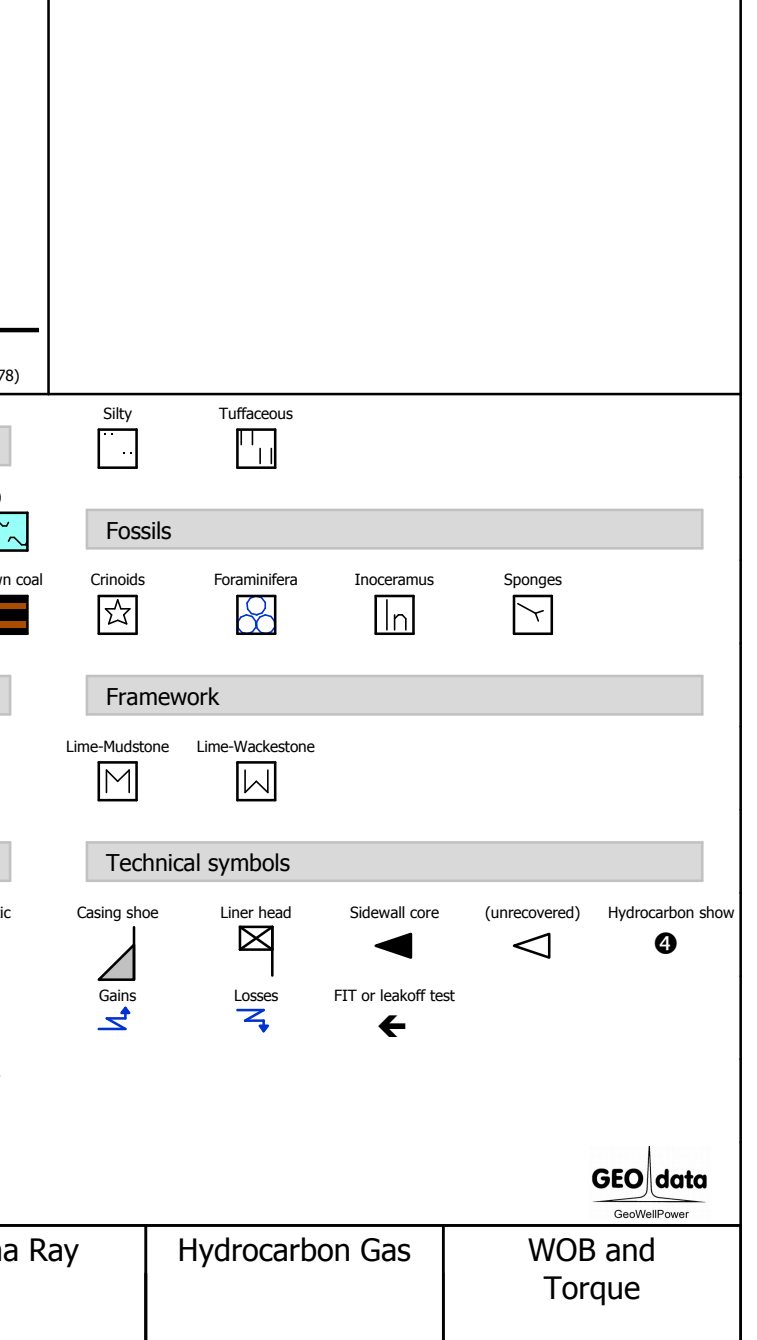 78)
Silty Tuffaceous
Fossils
n coal Crinoids Foraminifera Inoceramus Sponges
In
Framework
Lime-Mudstone Lime-Wackestone
M W
Technical symbols
ic Casing shoe Liner head Sidewall core (unrecovered) Hydrocarbon show
4
Gains Losses FIT or leakoff test
GEO data
GeoWellPower
a Ray Hydrocarbon Gas WOB and
Torque